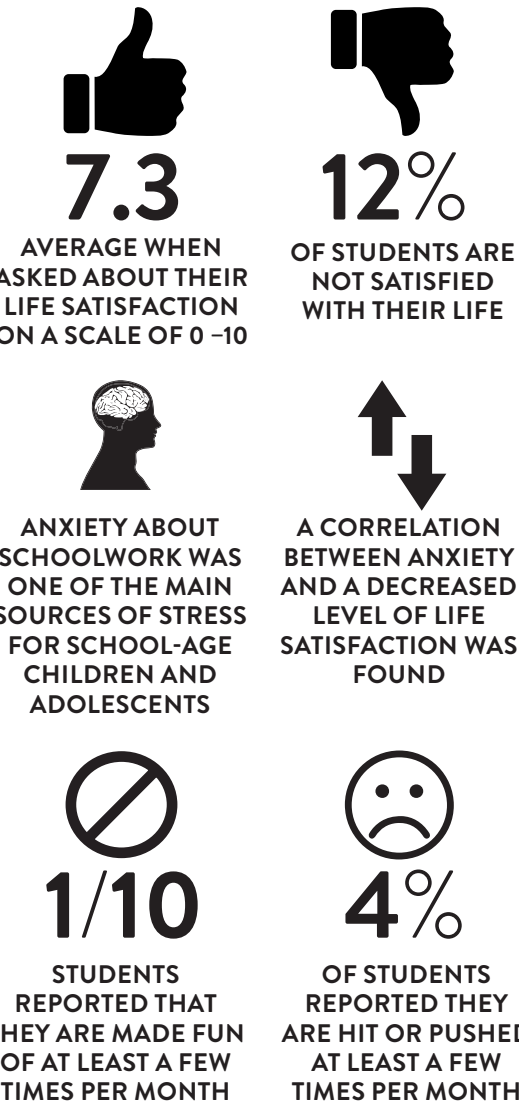 7.3
AVERAGE WHEN
ASKED ABOUT THEIR
LIFE SATISFACTION
ON A SCALE OF 0 –10
12%
OF STUDENTS ARE
NOT SATISFIED
WITH THEIR LIFE
ANXIETY ABOUT
SCHOOLWORK WAS
ONE OF THE MAIN
SOURCES OF STRESS
FOR SCHOOL-AGE
CHILDREN AND
ADOLESCENTS
A CORRELATION
BETWEEN ANXIETY
AND A DECREASED
LEVEL OF LIFE
SATISFACTION WAS
FOUND
1/10
STUDENTS
REPORTED THAT
HEY ARE MADE FUN
OF AT LEAST A FEW
TIMES PER MONTH
4%
OF STUDENTS
REPORTED THEY
ARE HIT OR PUSHED
AT LEAST A FEW
TIMES PER MONTH